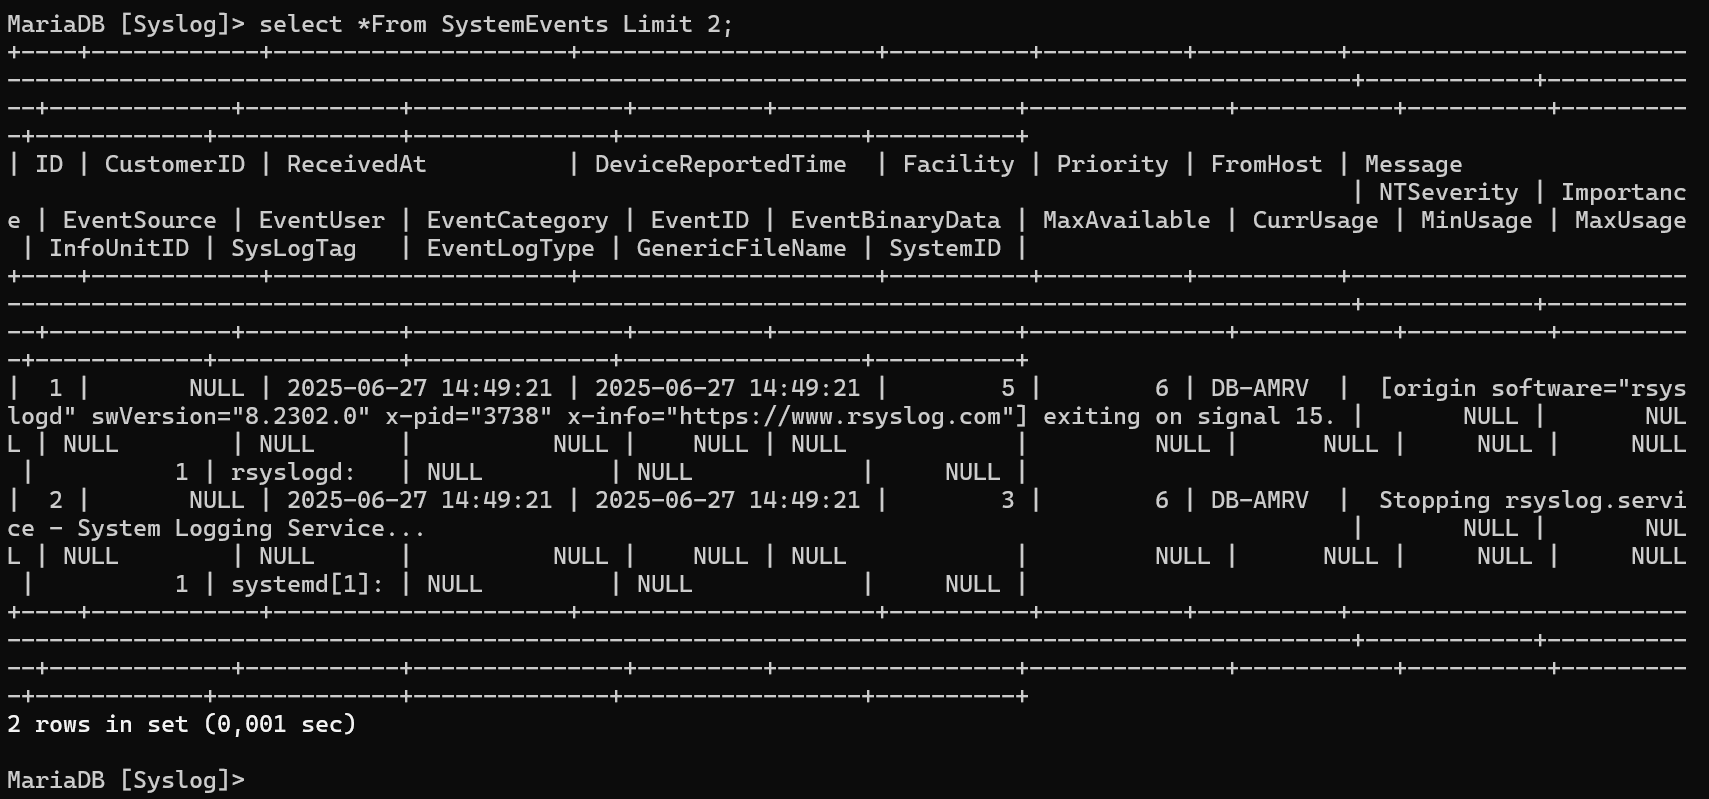 MariaDB [Syslog]> select *From SystemEvents Limit 2;
+----+------------+---------------------+---------------------+----------+----------+----------+------------------------
------------------------------------------------------------------------------------------------+------------+----------
--+-------------+-----------+---------------+---------+-----------------+--------------+-----------+----------+---------
-+------------+-------------+--------------+-----------------+----------+
| ID | CustomerID | ReceivedAt          | DeviceReportedTime  | Facility | Priority | FromHost | Message
                                                                                                | NTSeverity | Importanc
e | EventSource | EventUser | EventCategory | EventID | EventBinaryData | MaxAvailable | CurrUsage | MinUsage | MaxUsage
 | InfoUnitID | SysLogTag   | EventLogType | GenericFileName | SystemID |
+----+------------+---------------------+---------------------+----------+----------+----------+------------------------
------------------------------------------------------------------------------------------------+------------+----------
--+-------------+-----------+---------------+---------+-----------------+--------------+-----------+----------+---------
-+------------+-------------+--------------+-----------------+----------+
|  1 |       NULL | 2025-06-27 14:49:21 | 2025-06-27 14:49:21 |        5 |        6 | DB-AMRV  |  [origin software="rsys
logd" swVersion="8.2302.0" x-pid="3738" x-info="https://www.rsyslog.com"] exiting on signal 15. |       NULL |       NUL
L | NULL        | NULL      |          NULL |    NULL | NULL            |         NULL |      NULL |     NULL |     NULL
 |          1 | rsyslogd:   | NULL         | NULL            |     NULL |
|  2 |       NULL | 2025-06-27 14:49:21 | 2025-06-27 14:49:21 |        3 |        6 | DB-AMRV  |  Stopping rsyslog.servi
ce - System Logging Service...                                                                  |       NULL |       NUL
L | NULL        | NULL      |          NULL |    NULL | NULL            |         NULL |      NULL |     NULL |     NULL
 |          1 | systemd[1]: | NULL         | NULL            |     NULL |
+----+------------+---------------------+---------------------+----------+----------+----------+------------------------
------------------------------------------------------------------------------------------------+------------+----------
--+-------------+-----------+---------------+---------+-----------------+--------------+-----------+----------+---------
-+------------+-------------+--------------+-----------------+----------+
2 rows in set (0,001 sec)
MariaDB [Syslog]>